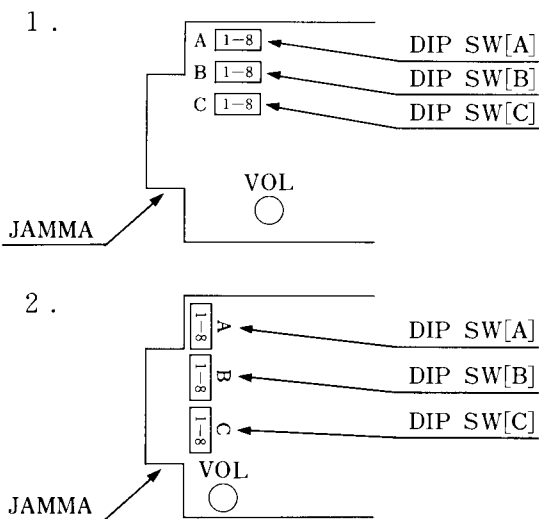 1.
A 1-8 DIP SW[A]
B 1-8 DIP SW[B]
C 1-8 DIP SW[C]
VOL
JAMMA
2.
1-8 A DIP SW[A]
1-8 B DIP SW[B]
1-8 C DIP SW[C]
VOL
JAMMA